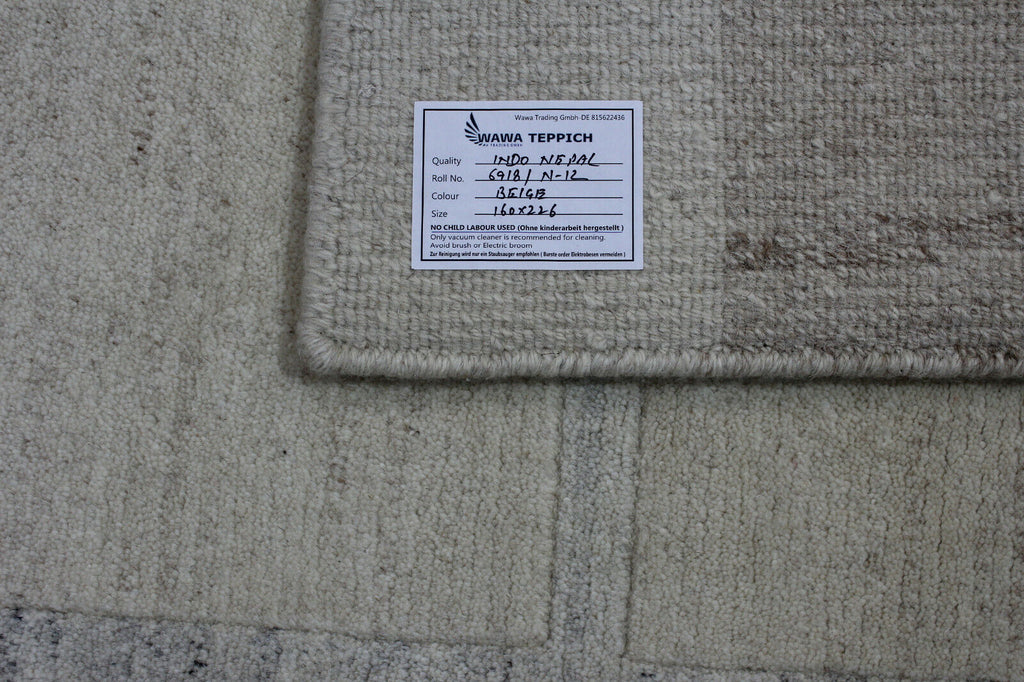 Wawa Trading Gmbh-DE 815622436
WAWA TEPPICH
TRADING GMBH
Quality INDO NEPAL
Roll No. 6918/ N-12
Colour BEIGE
Size 160x226
NO CHILD LABOUR USED (Ohne kinderarbeit hergestellt )
Only vacuum cleaner is recommended for cleaning.
Avoid brush or Electric broom
Zur Reinigung wird nur ein Staubsauger empfohlen ( Burste order Elektrobesen vermeiden )